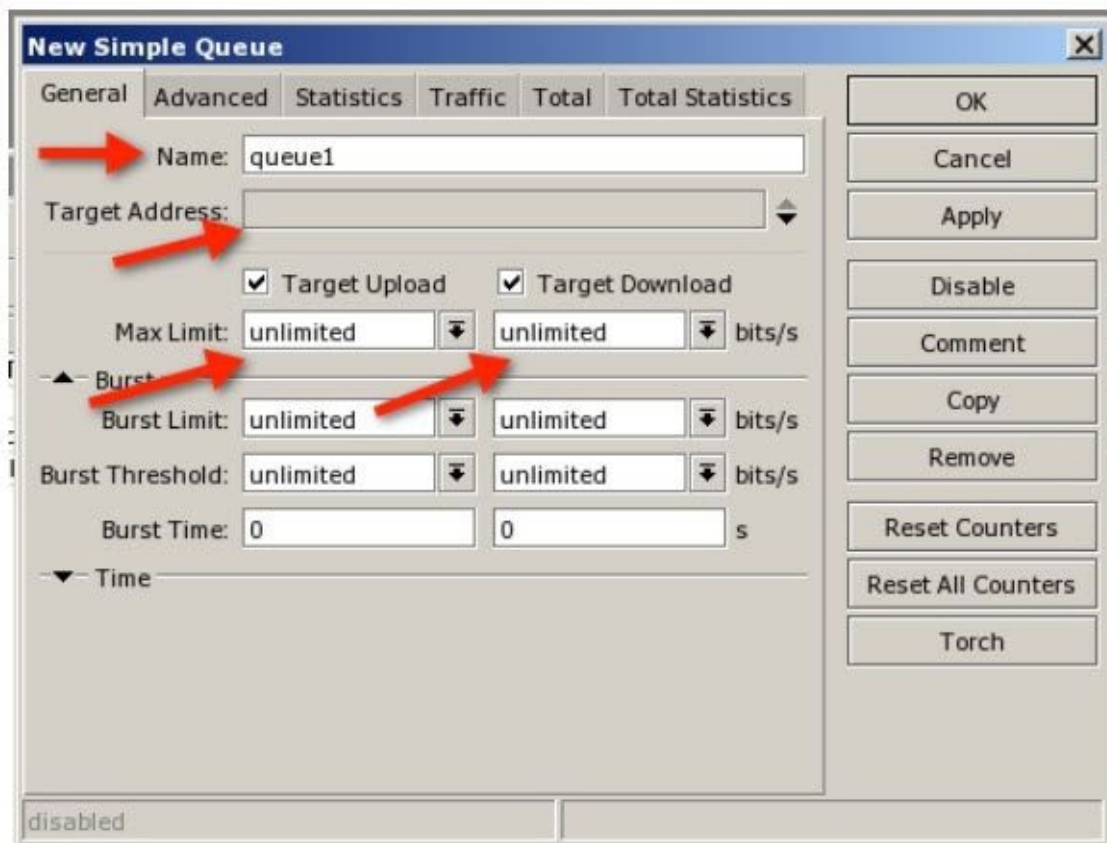 New Simple Queue
General Advanced Statistics Traffic Total Total Statistics
Name: queue1
Target Address:
Target Upload Target Download
Max Limit: unlimited unlimited bits/s
Burst
Burst Limit: unlimited unlimited bits/s
Burst Threshold: unlimited unlimited bits/s
Burst Time: 0 0 s
Time
OK
Cancel
Apply
Disable
Comment
Copy
Remove
Reset Counters
Reset All Counters
Torch
disabled